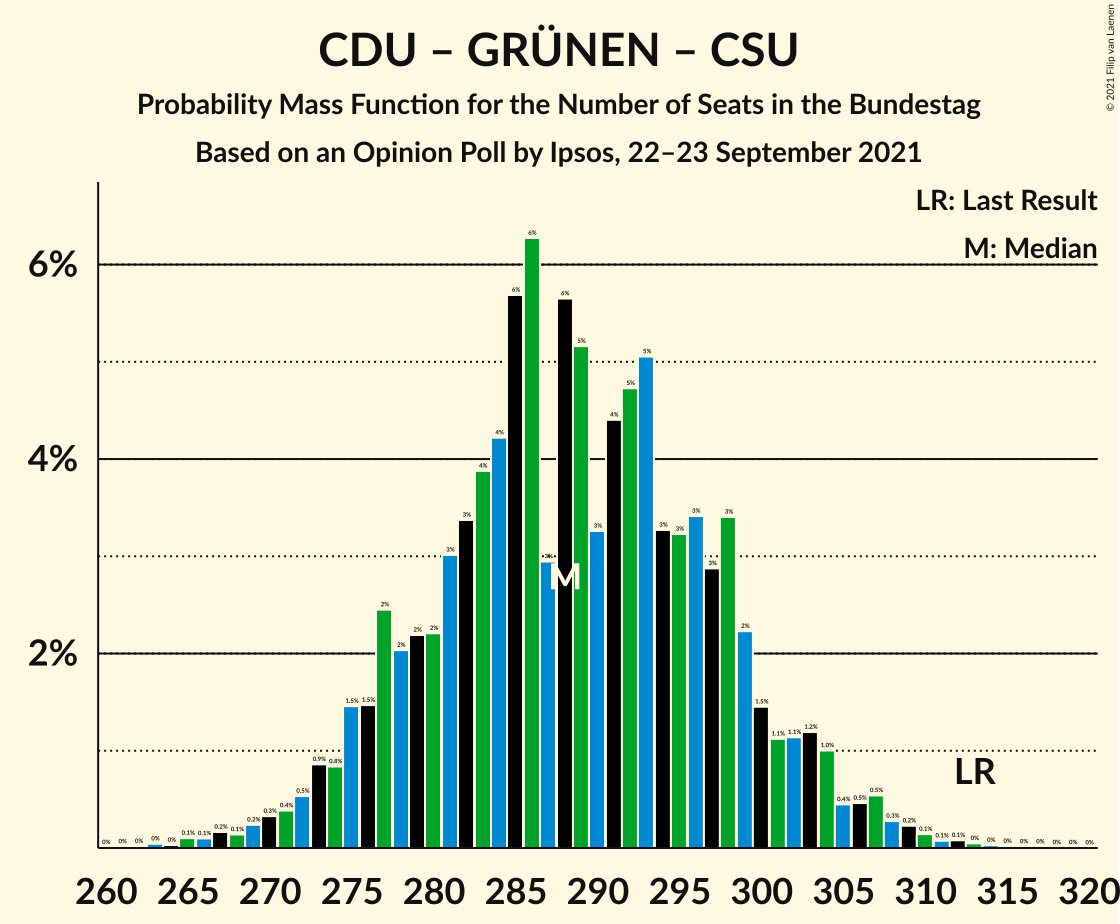 CDU – GRÜNEN – CSU
Probability Mass Function for the Number of Seats in the Bundestag
Based on an Opinion Poll by Ipsos, 22–23 September 2021
© 2021 Filip van Laenen
LR: Last Result
M: Median
6%
4%
2%
0% 0% 0% 0% 0% 0.1% 0.1% 0.2% 0.1% 0.2% 0.3% 0.4% 0.5% 0.9% 0.8% 1.5% 1.5% 2% 2% 2% 2% 3% 3% 4% 4% 6% 6% 3% 6% 5% 3% 4% 5% 5% 3% 3% 3% 3% 3% 2% 1.5% 1.1% 1.1% 1.2% 1.0% 0.4% 0.5% 0.5% 0.3% 0.2% 0.1% 0.1% 0.1% 0% 0% 0% 0% 0% 0% 0% 0%
M
LR
260 265 270 275 280 285 290 295 300 305 310 315 320